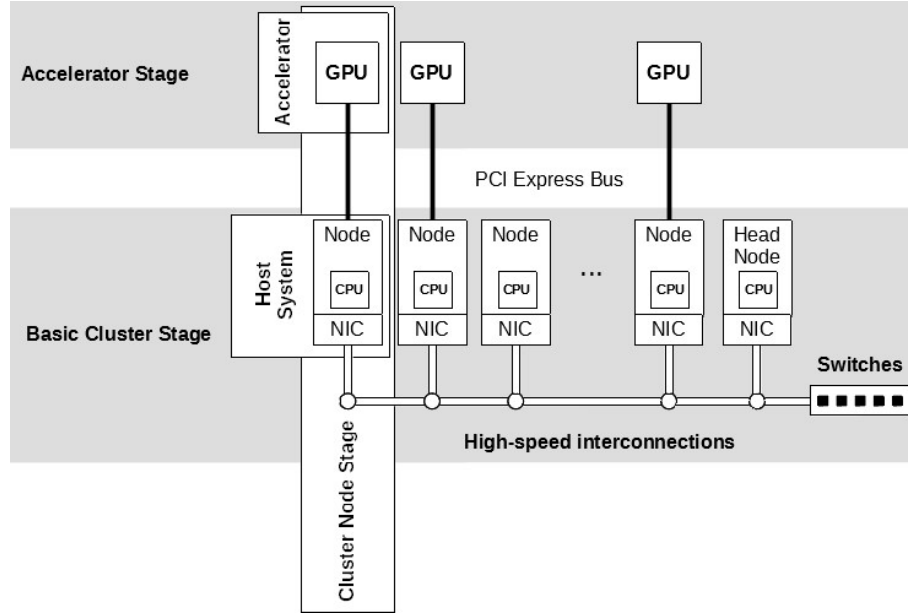 Accelerator Stage
Accelerator
GPU
GPU
GPU
PCI Express Bus
Basic Cluster Stage
Host
System
Node
CPU
NIC
Node
CPU
NIC
Node
CPU
NIC
...
Node
CPU
NIC
Head
Node
CPU
NIC
Switches
High-speed interconnections
Cluster Node Stage